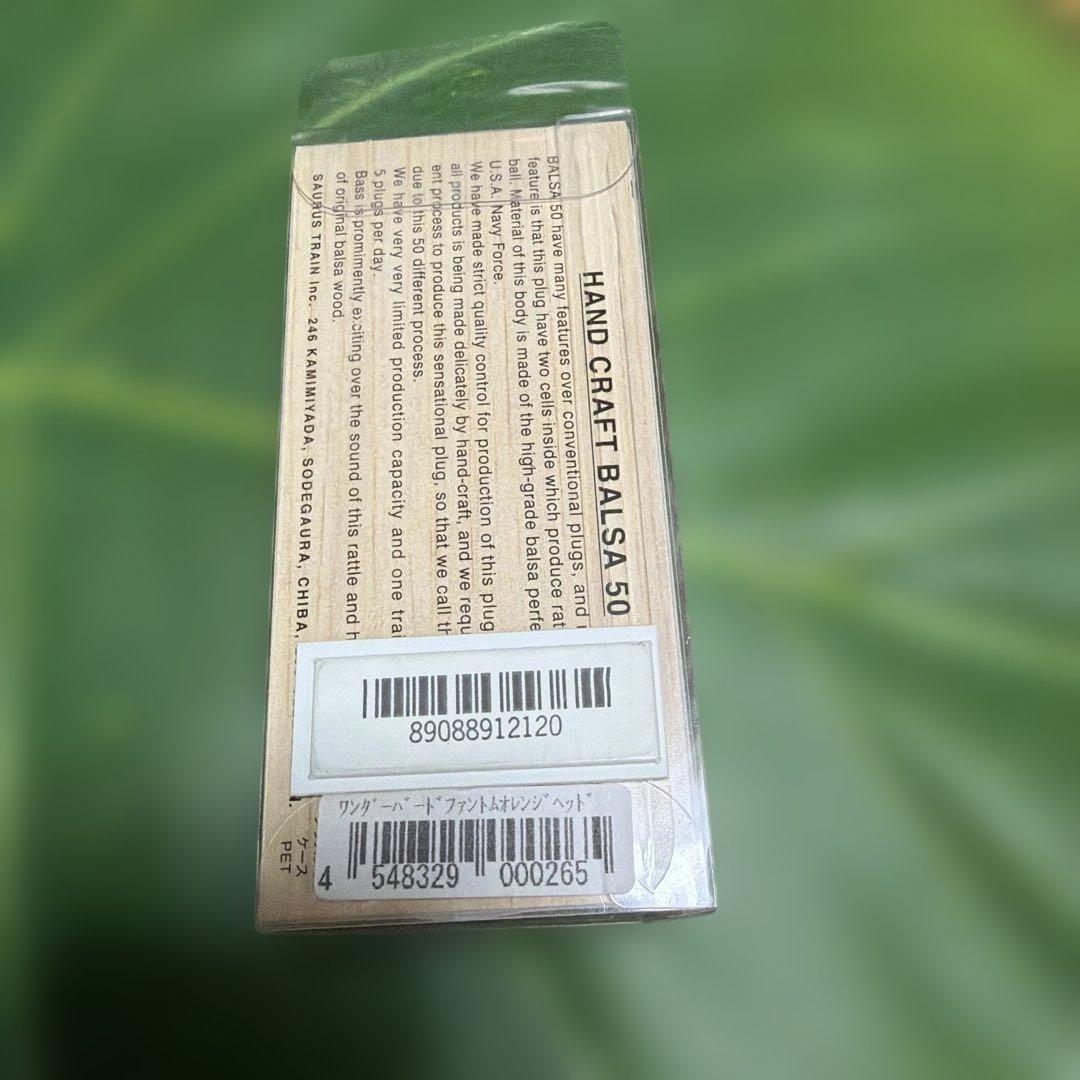 HAND CRAFT BALSA 50
BALSA 50 have many features over conventional plugs, and
feature is that this plug have two cells inside which produce
ball. Material of this body is made of the high-grade balsa
U.S.A. Navy Force.
We have made strict quality control for production of this plug
all products is being made delicately by hand-craft, and we
ent process to produce this sensational plug, so that we call
due to this 50 different process.
We have very very limited production capacity and one
5 plugs per day.
Bass is promimently exciting over the sound of this rattle and
of original balsa wood.
SAURUS TRAIN Inc. 246 KAMIMIYADA, SODEGAURA, CHIBA,
ケース
PET
89088912120
ワンダーバードファントムオレンジヘッド
4 548329 000265